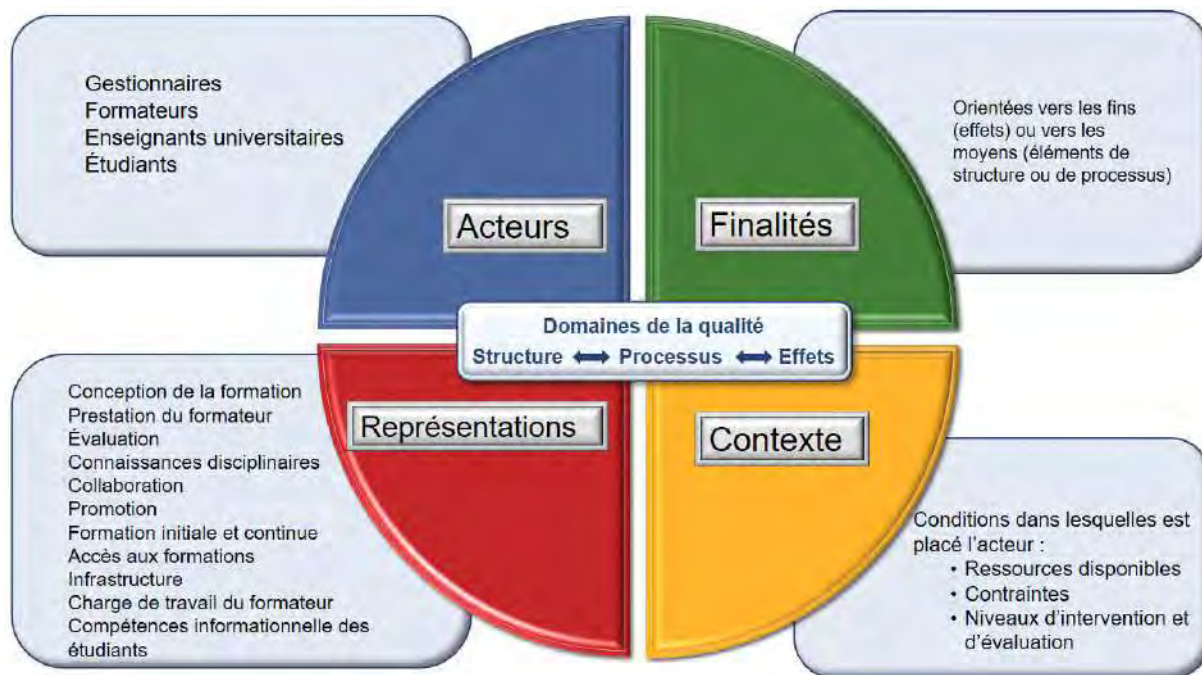 Gestionnaires
Formateurs
Enseignants universitaires
Étudiants
Acteurs
Finalités
Orientées vers les fins
(effets) ou vers les
moyens (éléments de
structure ou de processus)
Domaines de la qualité
Structure ⟷ Processus ⟷ Effets
Conception de la formation
Prestation du formateur
Évaluation
Connaissances disciplinaires
Collaboration
Promotion
Formation initiale et continue
Accès aux formations
Infrastructure
Charge de travail du formateur
Compétences informationnelle des
étudiants
Représentations
Contexte
Conditions dans lesquelles est
placé l'acteur :
• Ressources disponibles
• Contraintes
• Niveaux d'intervention et
d'évaluation